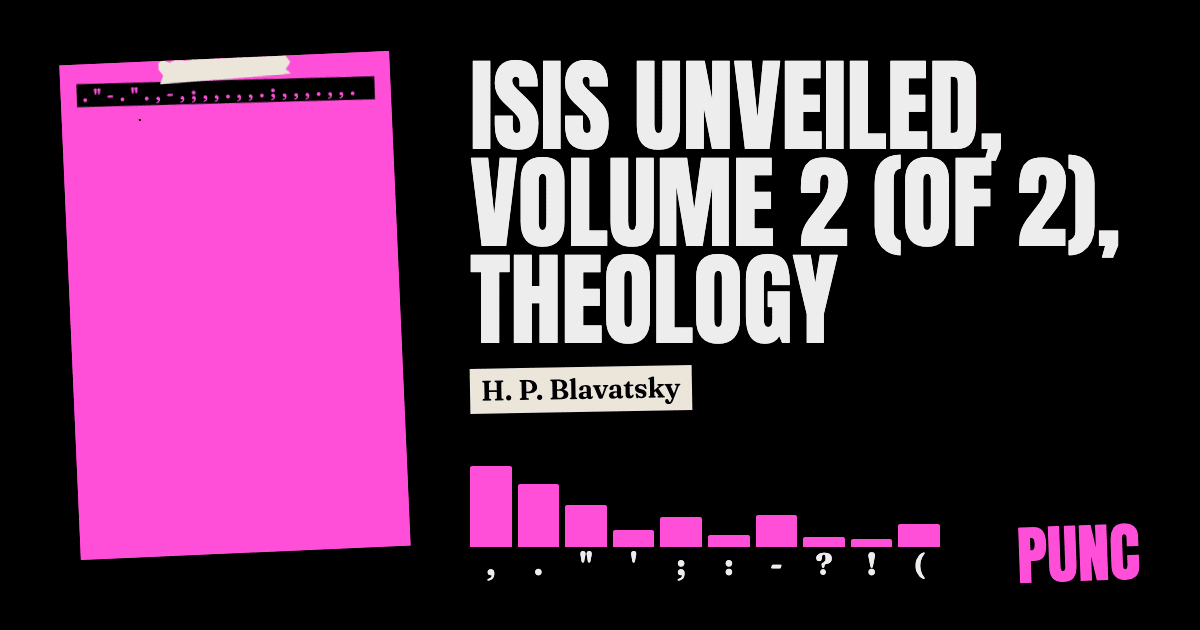 ."-.".,-,;,,.,,.;,,,.,,.
ISIS UNVEILED,
VOLUME 2 (OF 2),
THEOLOGY
H. P. Blavatsky
, . " ' ; : - ? ! (
PUNC